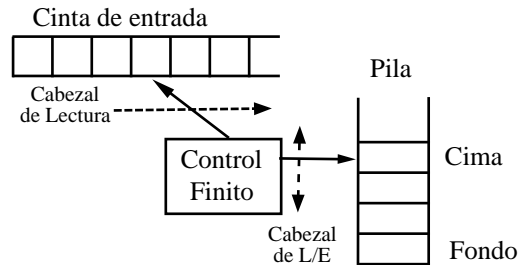 Cinta de entrada
Pila
Cabezal
de Lectura
Control
Finito
Cima
Cabezal
de L/E
Fondo